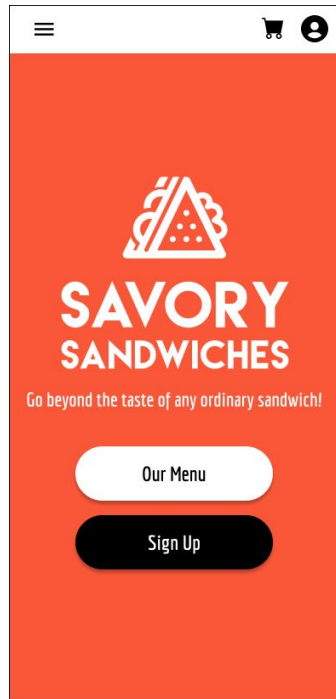 SAVORY
SANDWICHES
Go beyond the taste of any ordinary sandwich!
Our Menu
Sign Up